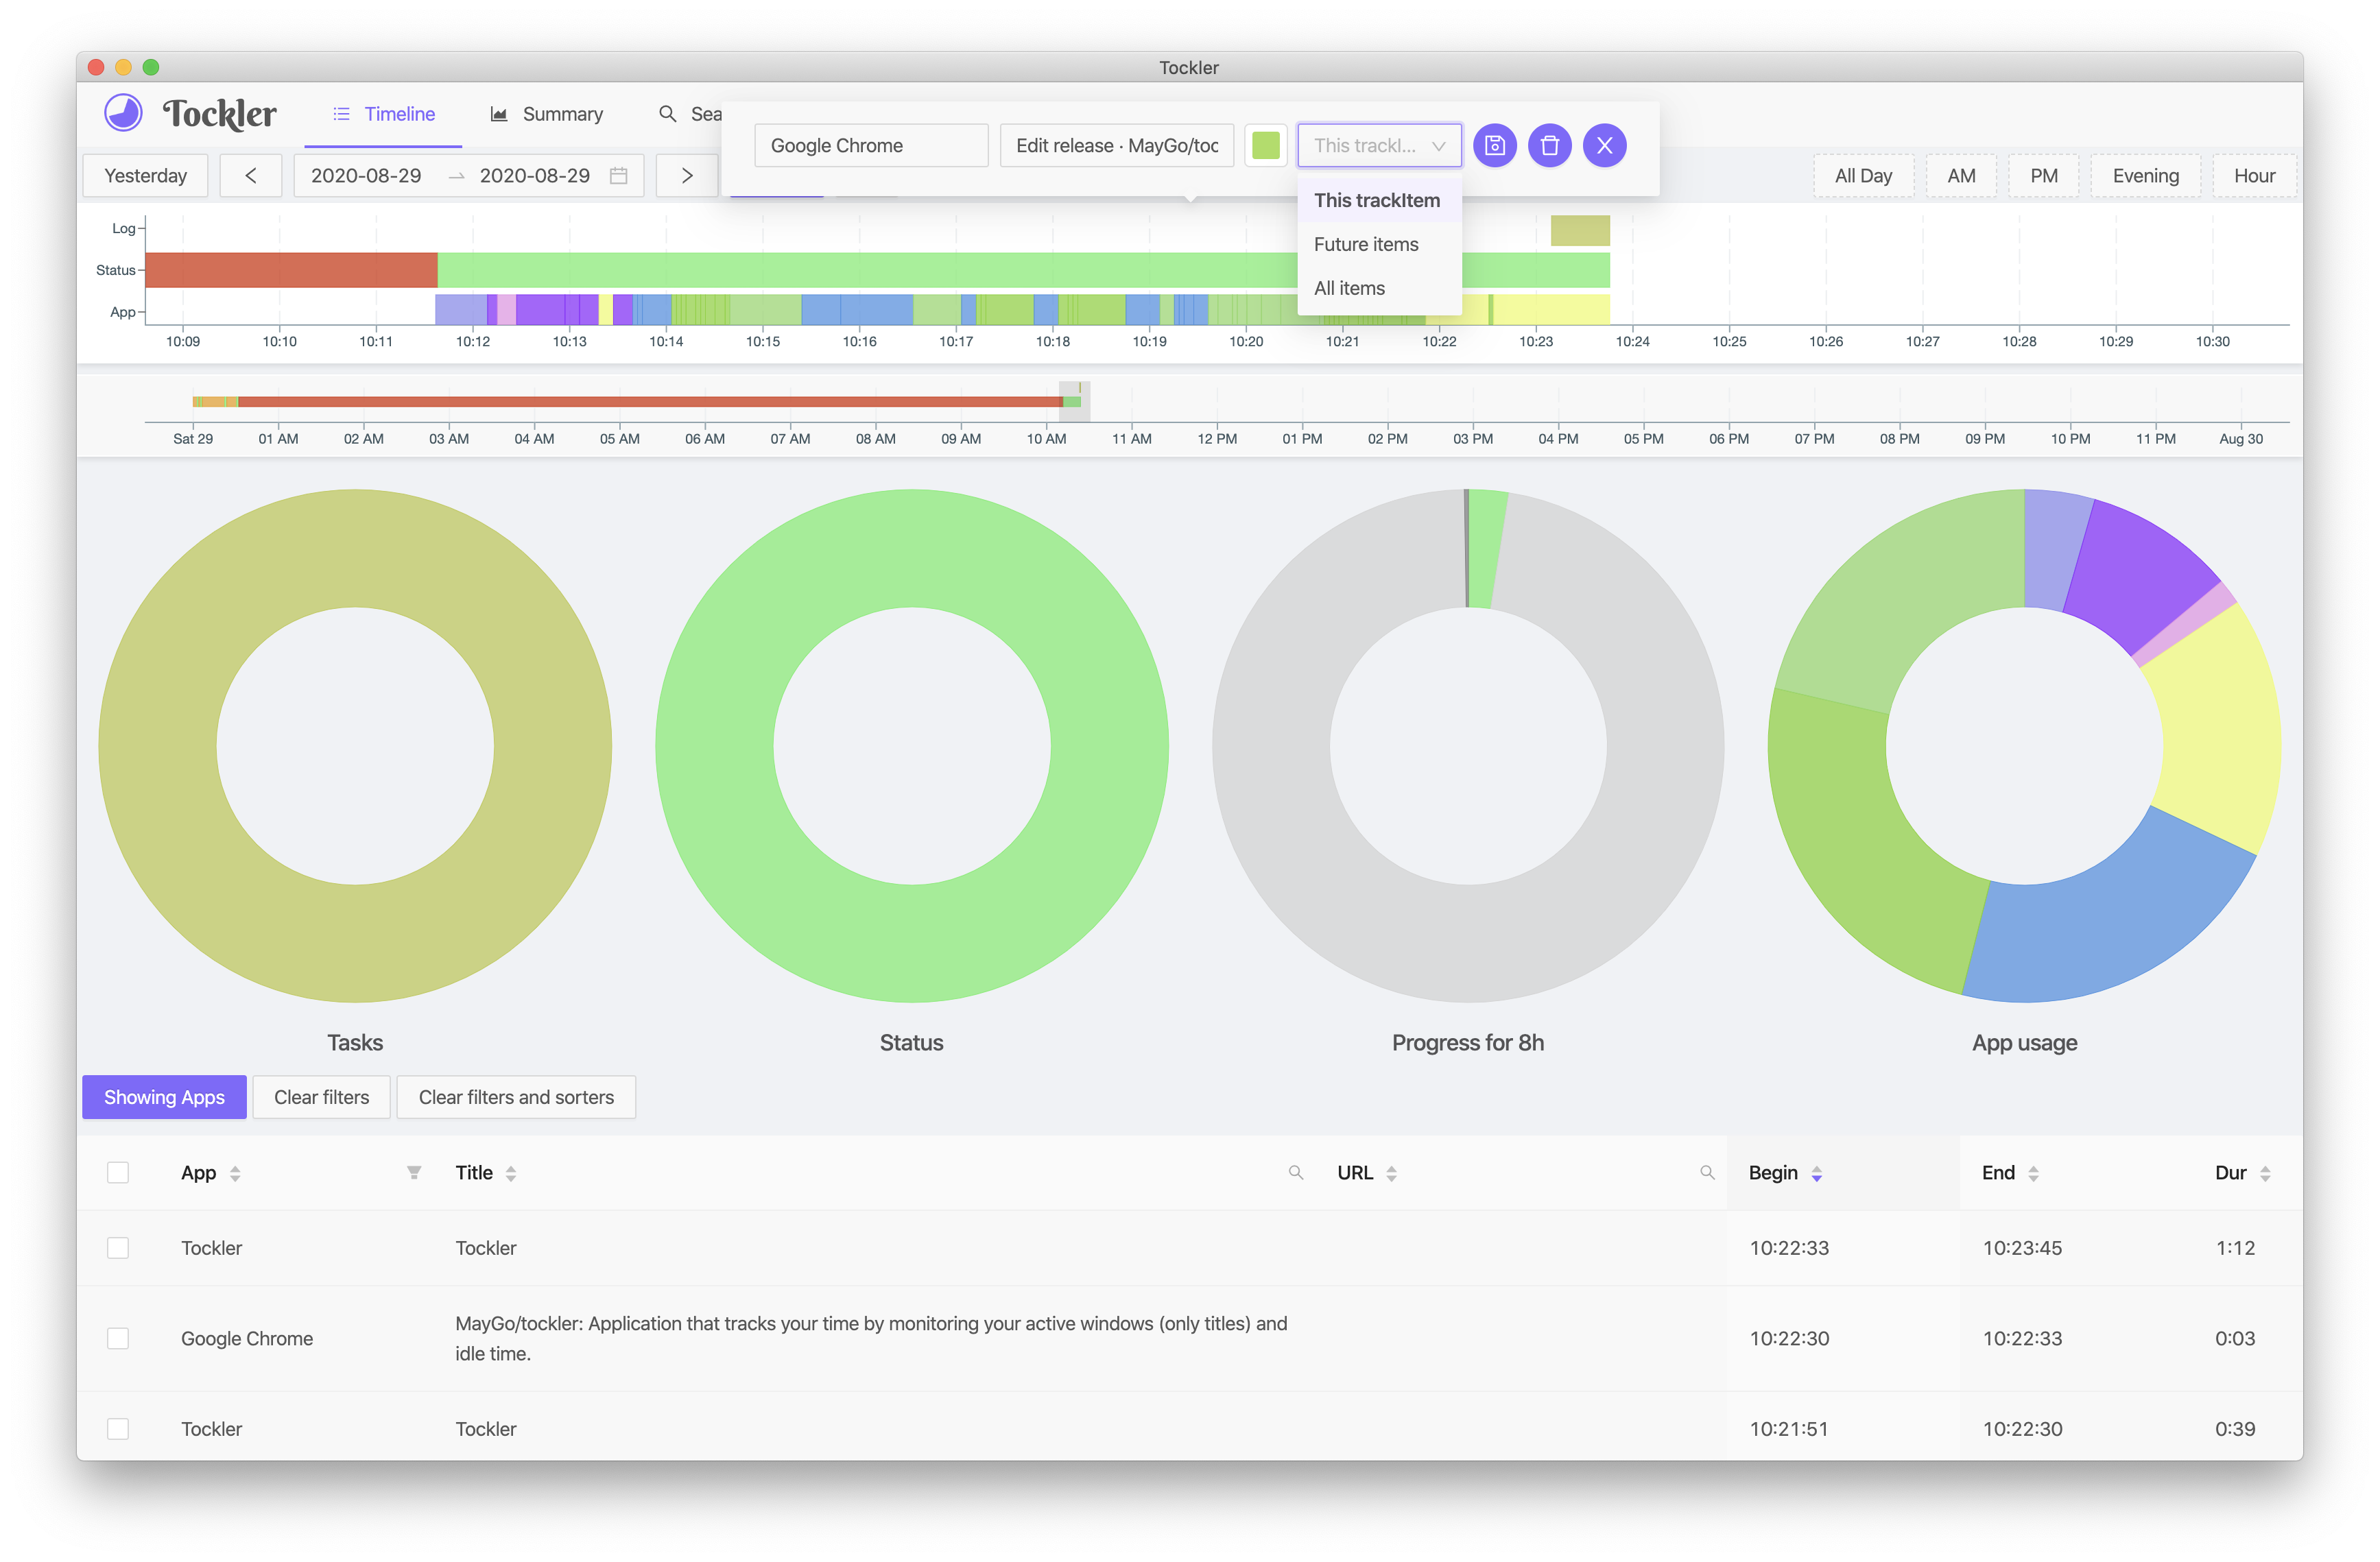 Tockler
Tockler
Timeline
Summary
Sea
Google Chrome
Edit release · MayGo/toc
This trackl...
Yesterday
2020-08-29
2020-08-29
All Day
AM
PM
Evening
Hour
This trackItem
Future items
All items
Log
Status
App
10:09 10:10 10:11 10:12 10:13 10:14 10:15 10:16 10:17 10:18 10:19 10:20 10:21 10:22 10:23 10:24 10:25 10:26 10:27 10:28 10:29 10:30
Sat 29 01 AM 02 AM 03 AM 04 AM 05 AM 06 AM 07 AM 08 AM 09 AM 10 AM 11 AM 12 PM 01 PM 02 PM 03 PM 04 PM 05 PM 06 PM 07 PM 08 PM 09 PM 10 PM 11 PM Aug 30
Tasks
Status
Progress for 8h
App usage
Showing Apps
Clear filters
Clear filters and sorters
App Title URL Begin End Dur
Tockler Tockler 10:22:33 10:23:45 1:12
Google Chrome
MayGo/tockler: Application that tracks your time by monitoring your active windows (only titles) and
idle time.
10:22:30 10:22:33 0:03
Tockler Tockler 10:21:51 10:22:30 0:39